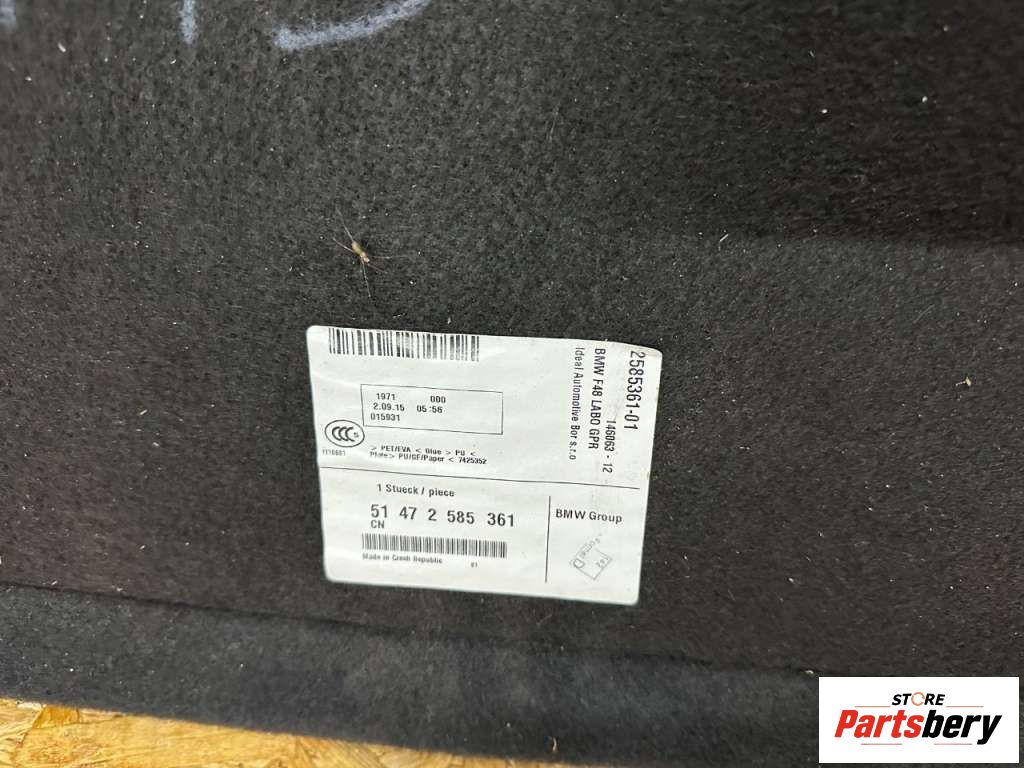 2585361-01
146063 - 12
BMW F48 LABO GPR
Ideal Automotive Bor s.r.o
1971 000
2.09.15 05:56
015931
CCC S
> PET/EVA < Glue > PU <
> PU/GF/Paper < 7425352
1 Stueck / piece
51 47 2 585 361
CN
Made in Czech Republic 01
BMW Group
STORE
Partsbery